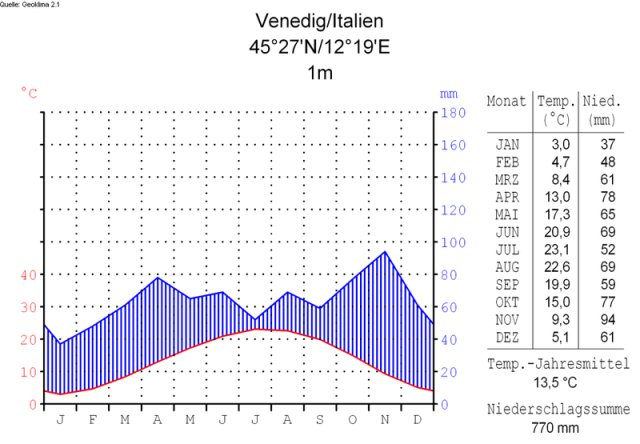 Quelle: Geoklima 2.1
Venedig/Italien
45°27'N/12°19'E
1m
°C mm
180
160
140
120
100
40 80
30 60
20 40
10 20
0 0
J F M A M J J A S O N D
Monat Temp. Nied.
(°C) (mm)
JAN 3,0 37
FEB 4,7 48
MRZ 8,4 61
APR 13,0 78
MAI 17,3 65
JUN 20,9 69
JUL 23,1 52
AUG 22,6 69
SEP 19,9 59
OKT 15,0 77
NOV 9,3 94
DEZ 5,1 61
Temp.-Jahresmittel
13,5 °C
Niederschlagssumme
770 mm